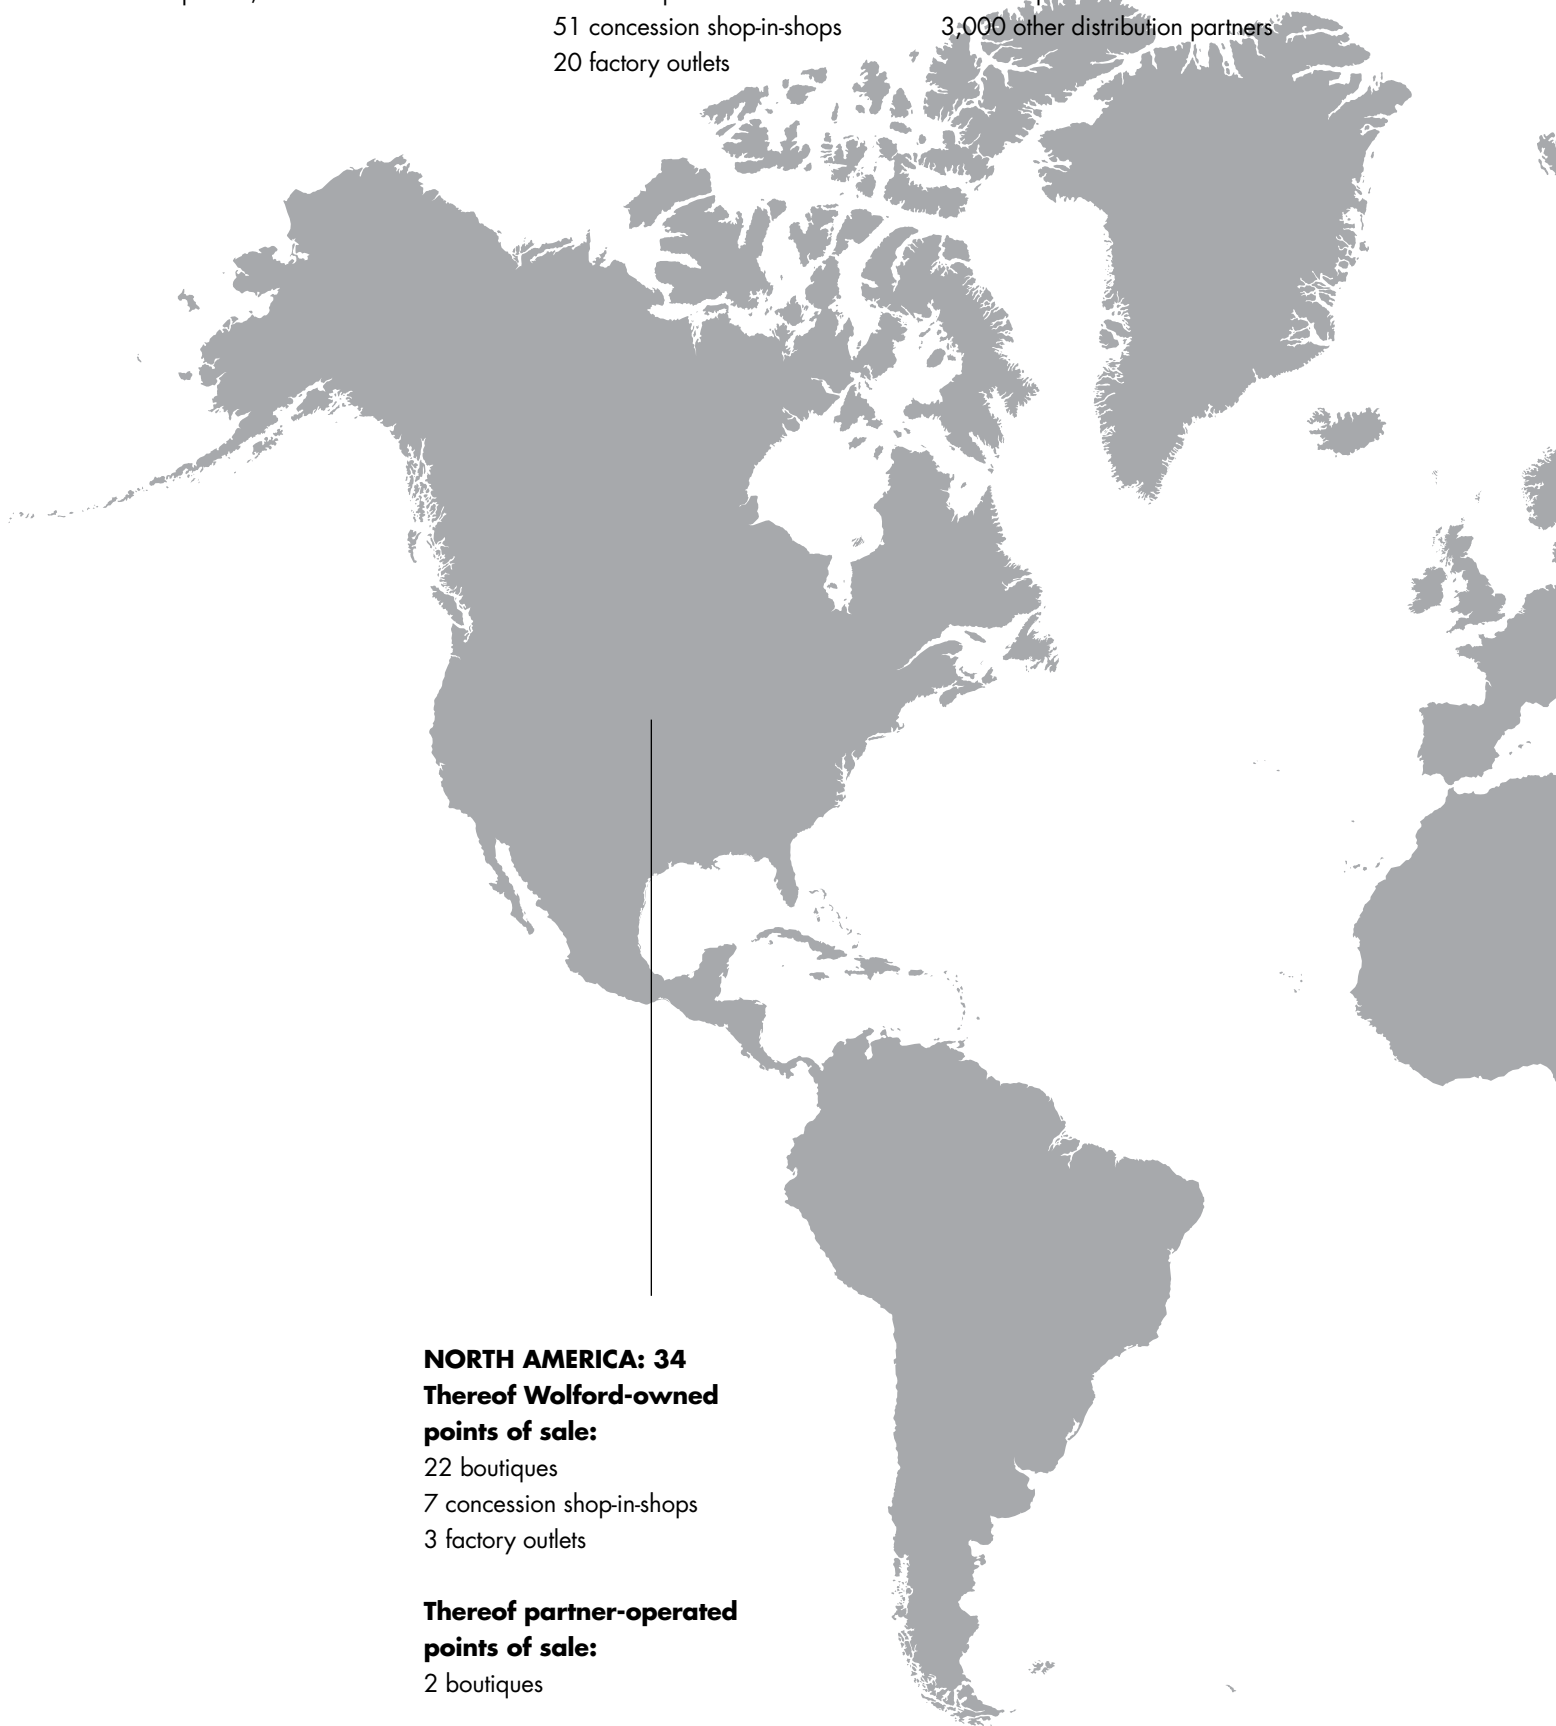 51 concession shop-in-shops
20 factory outlets
3,000 other distribution partners
NORTH AMERICA: 34
Thereof Wolford-owned
points of sale:
22 boutiques
7 concession shop-in-shops
3 factory outlets
Thereof partner-operated
points of sale:
2 boutiques